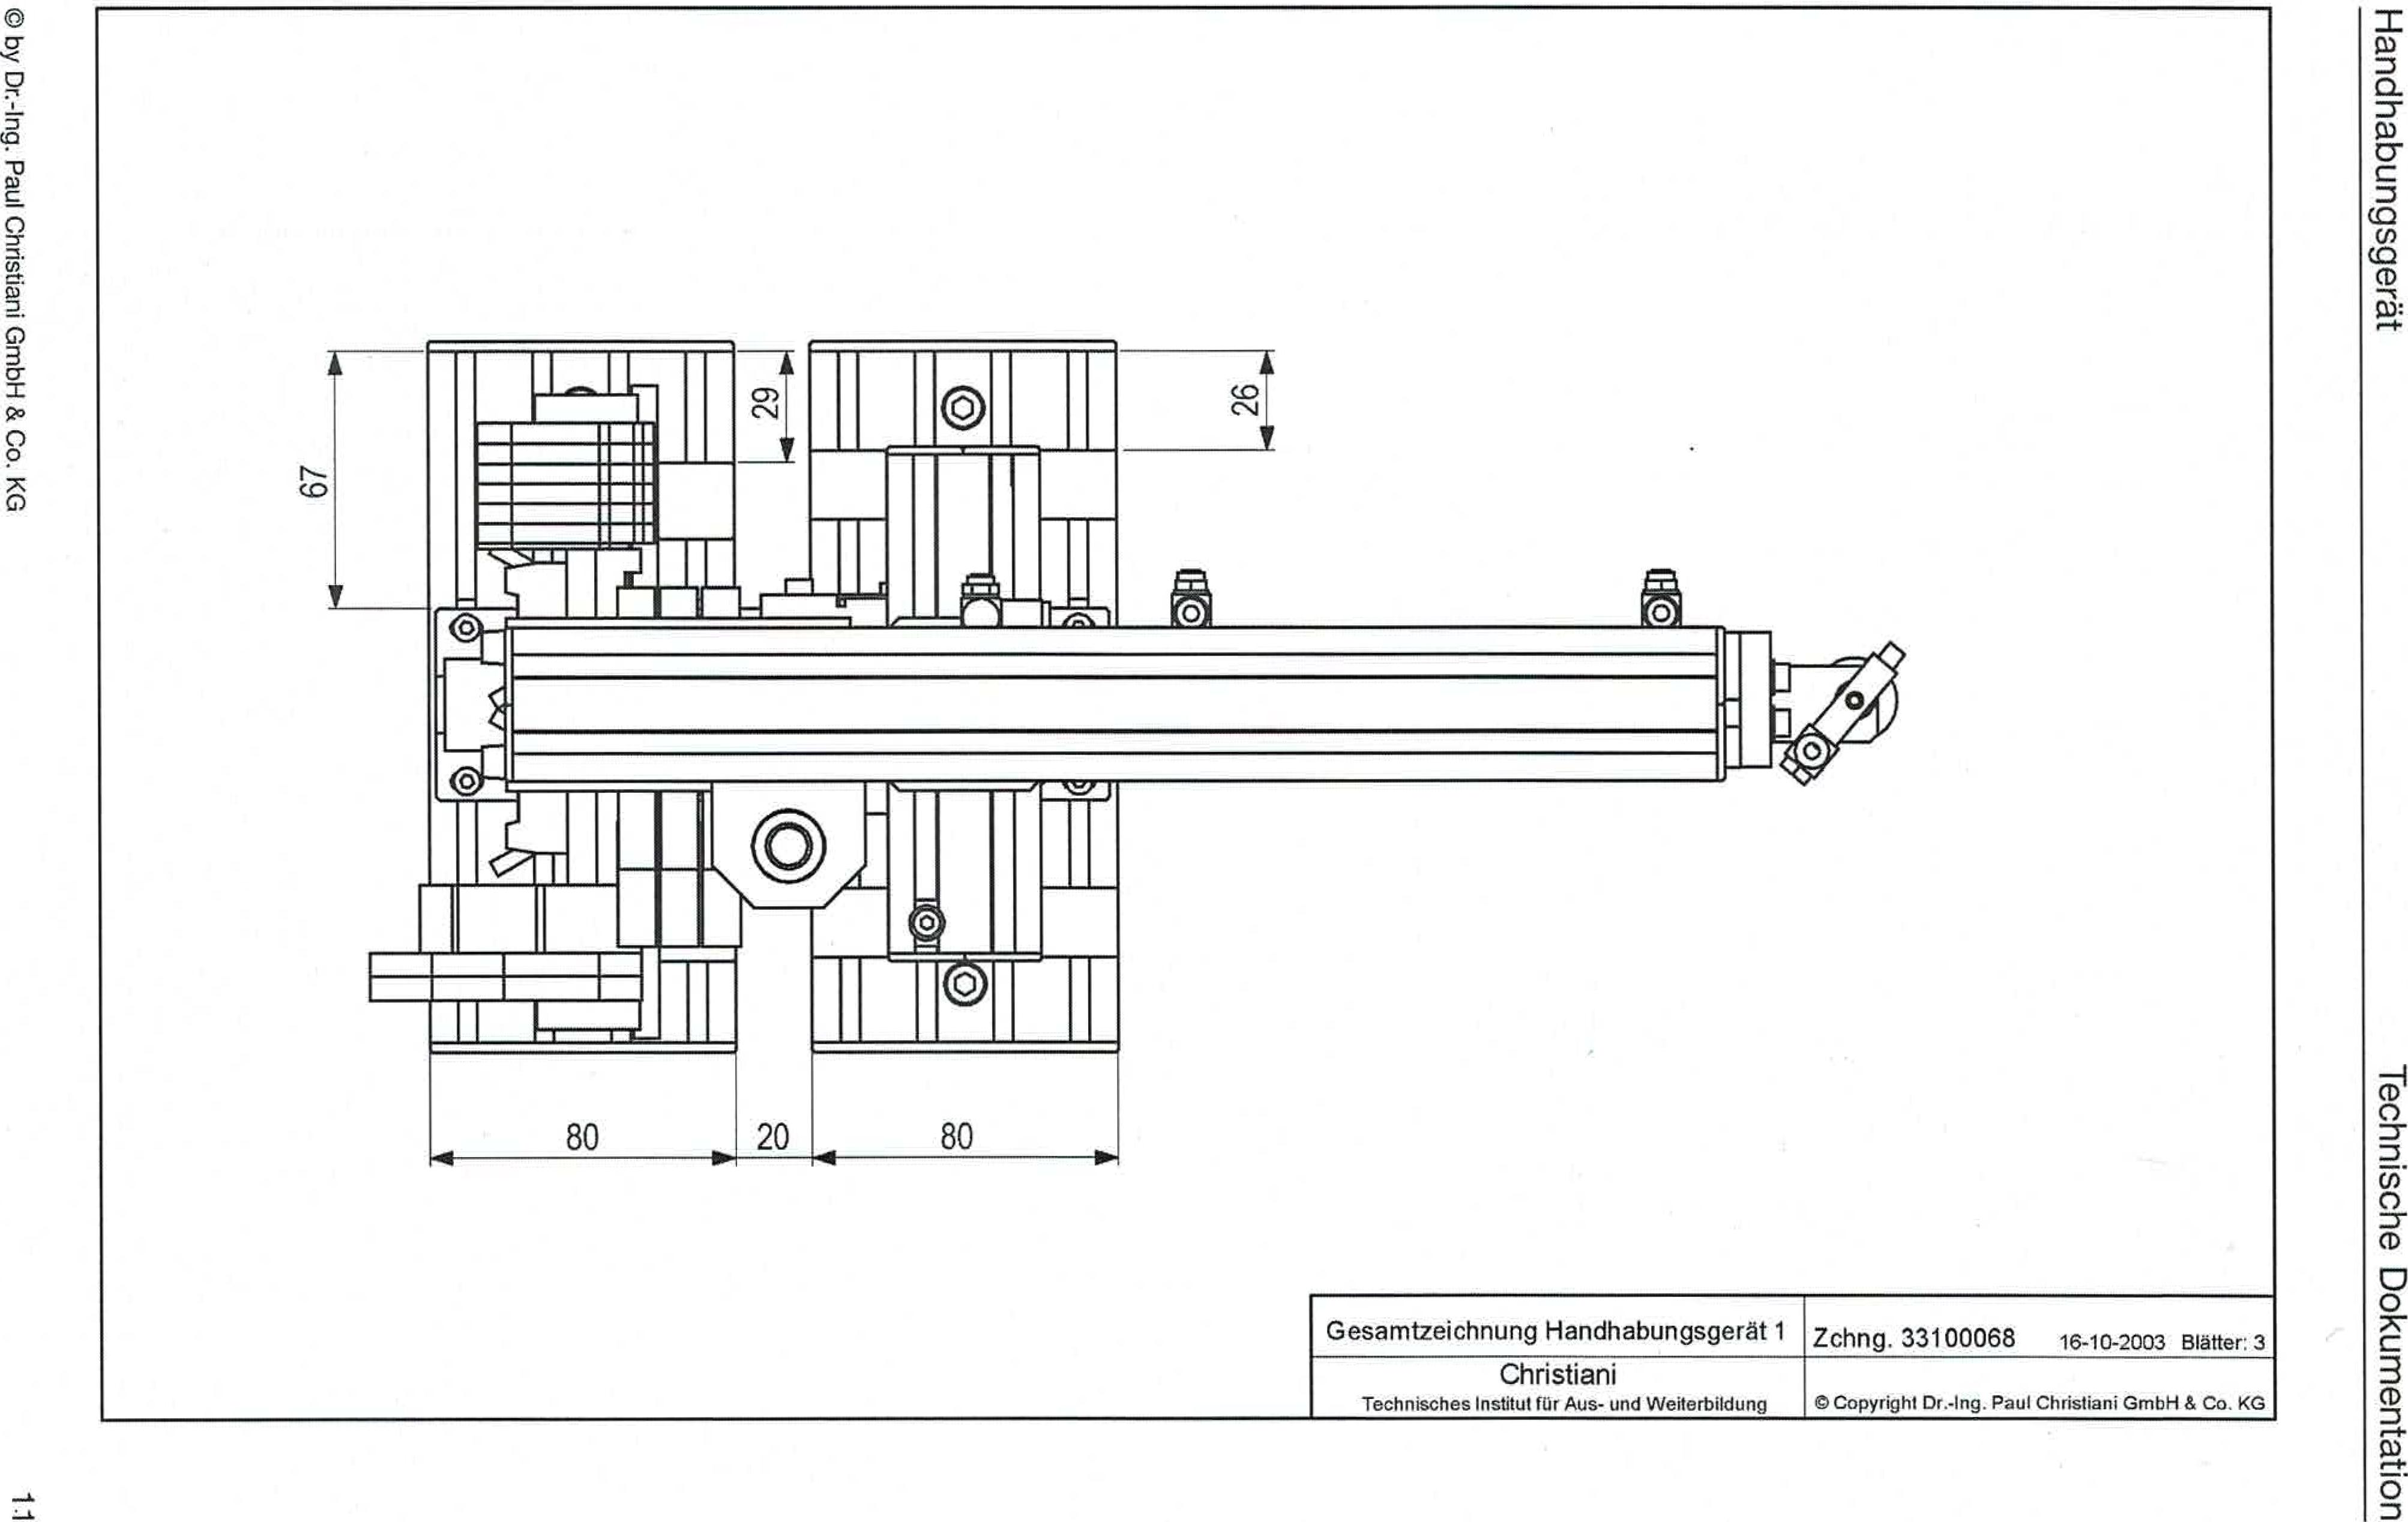 Handhabungsgerät
Technische Dokumentation
67
29
26
80
20
80
Gesamtzeichnung Handhabungsgerät 1
Zchng. 33100068 16-10-2003 Blätter: 3
Christiani
Technisches Institut für Aus- und Weiterbildung
© Copyright Dr.-Ing. Paul Christiani GmbH & Co. KG
© by Dr.-Ing. Paul Christiani GmbH & Co. KG
11